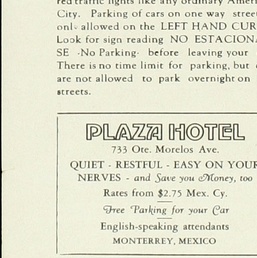 red traffic lights like any ordinary Ameri
City. Parking of cars on one way stree
only allowed on the LEFT HAND CUR
Look for sign reading NO ESTACIONA
SE -No Parking- before leaving your
There is no time limit for parking, but
are not allowed to park overnight on
streets.
PLAZA HOTEL
733 Ote. Morelos Ave.
QUIET - RESTFUL - EASY ON YOUR
NERVES - and Save you Money, too
Rates from $2.75 Mex. Cy.
Free Parking for your Car
English-speaking attendants
MONTERREY, MEXICO